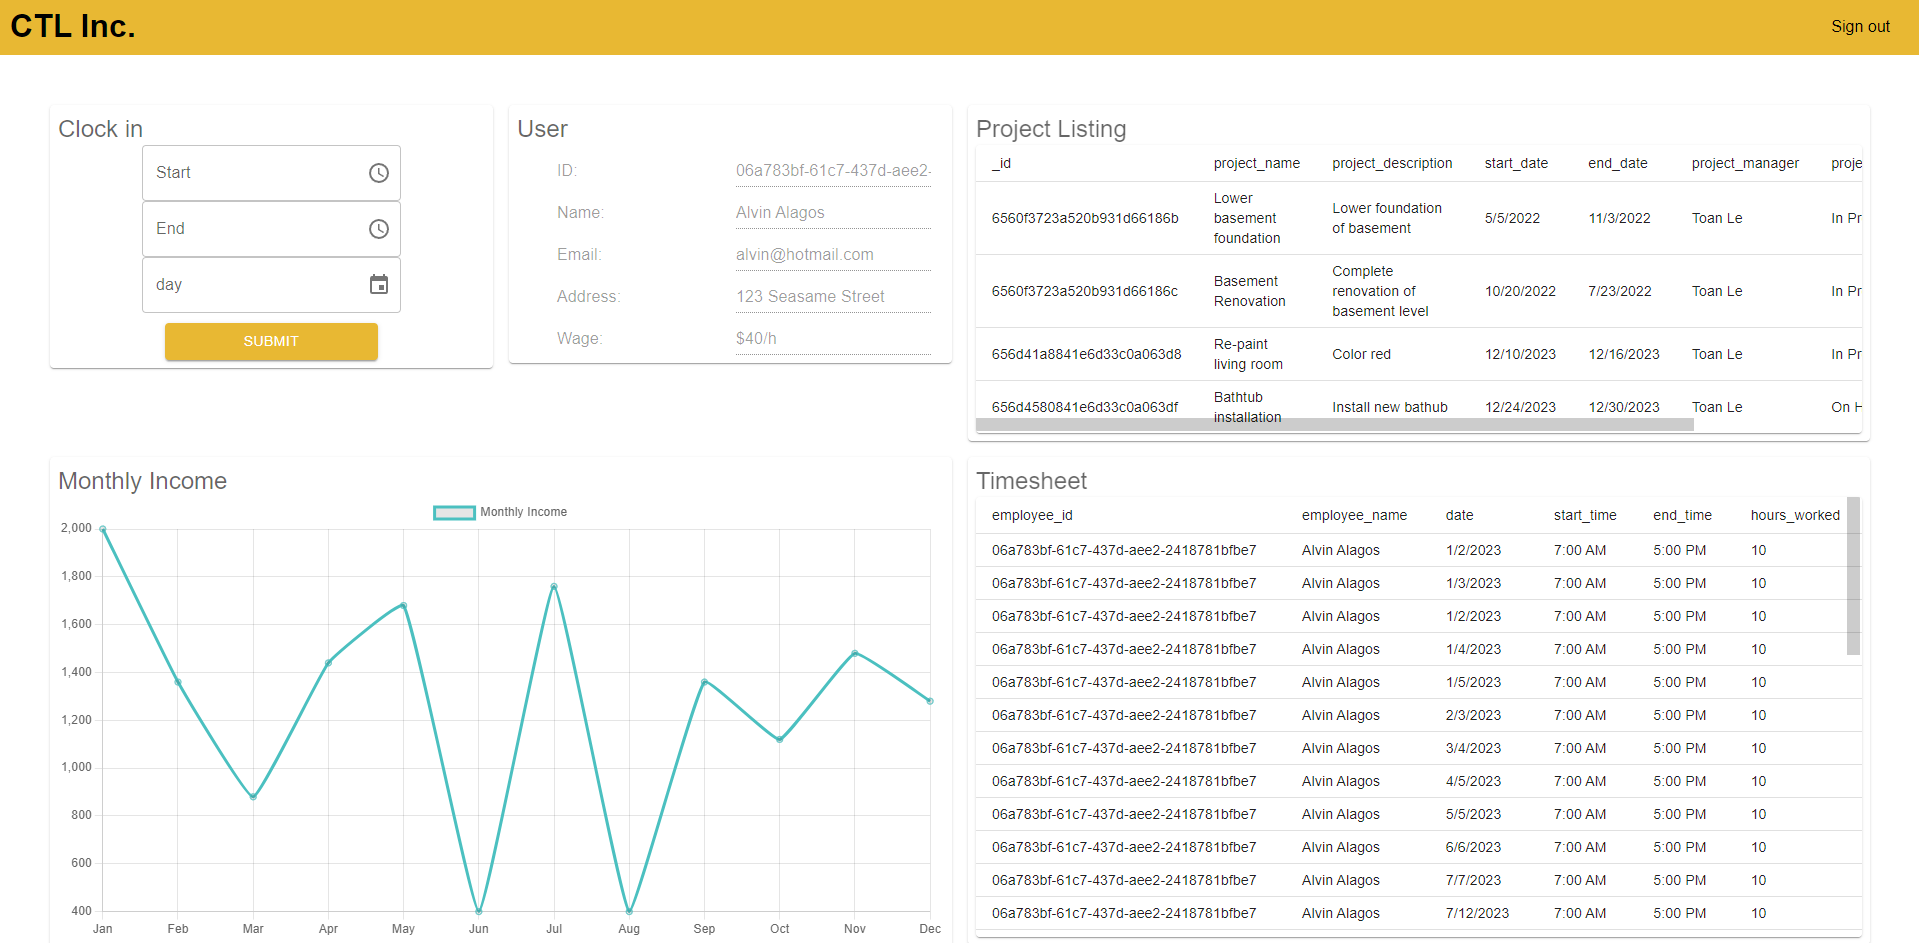 CTL Inc.
Sign out
Clock in
Start
End
day
SUBMIT
User
ID: 06a783bf-61c7-437d-aee2-
Name: Alvin Alagos
Email: alvin@hotmail.com
Address: 123 Seasame Street
Wage: $40/h
Project Listing
_id project_name project_description start_date end_date project_manager proje
6560f3723a520b931d66186b Lower basement foundation Lower foundation of basement 5/5/2022 11/3/2022 Toan Le In Pr
6560f3723a520b931d66186c Basement Renovation Complete renovation of basement level 10/20/2022 7/23/2022 Toan Le In Pr
656d41a8841e6d33c0a063d8 Re-paint living room Color red 12/10/2023 12/16/2023 Toan Le In Pr
656d4580841e6d33c0a063df Bathtub installation Install new bathub 12/24/2023 12/30/2023 Toan Le On H
Monthly Income
Monthly Income
2,000
1,800
1,600
1,400
1,200
1,000
800
600
400
Jan Feb Mar Apr May Jun Jul Aug Sep Oct Nov Dec
Timesheet
employee_id employee_name date start_time end_time hours_worked
06a783bf-61c7-437d-aee2-2418781bfbe7 Alvin Alagos 1/2/2023 7:00 AM 5:00 PM 10
06a783bf-61c7-437d-aee2-2418781bfbe7 Alvin Alagos 1/3/2023 7:00 AM 5:00 PM 10
06a783bf-61c7-437d-aee2-2418781bfbe7 Alvin Alagos 1/2/2023 7:00 AM 5:00 PM 10
06a783bf-61c7-437d-aee2-2418781bfbe7 Alvin Alagos 1/4/2023 7:00 AM 5:00 PM 10
06a783bf-61c7-437d-aee2-2418781bfbe7 Alvin Alagos 1/5/2023 7:00 AM 5:00 PM 10
06a783bf-61c7-437d-aee2-2418781bfbe7 Alvin Alagos 2/3/2023 7:00 AM 5:00 PM 10
06a783bf-61c7-437d-aee2-2418781bfbe7 Alvin Alagos 3/4/2023 7:00 AM 5:00 PM 10
06a783bf-61c7-437d-aee2-2418781bfbe7 Alvin Alagos 4/5/2023 7:00 AM 5:00 PM 10
06a783bf-61c7-437d-aee2-2418781bfbe7 Alvin Alagos 5/5/2023 7:00 AM 5:00 PM 10
06a783bf-61c7-437d-aee2-2418781bfbe7 Alvin Alagos 6/6/2023 7:00 AM 5:00 PM 10
06a783bf-61c7-437d-aee2-2418781bfbe7 Alvin Alagos 7/7/2023 7:00 AM 5:00 PM 10
06a783bf-61c7-437d-aee2-2418781bfbe7 Alvin Alagos 7/12/2023 7:00 AM 5:00 PM 10